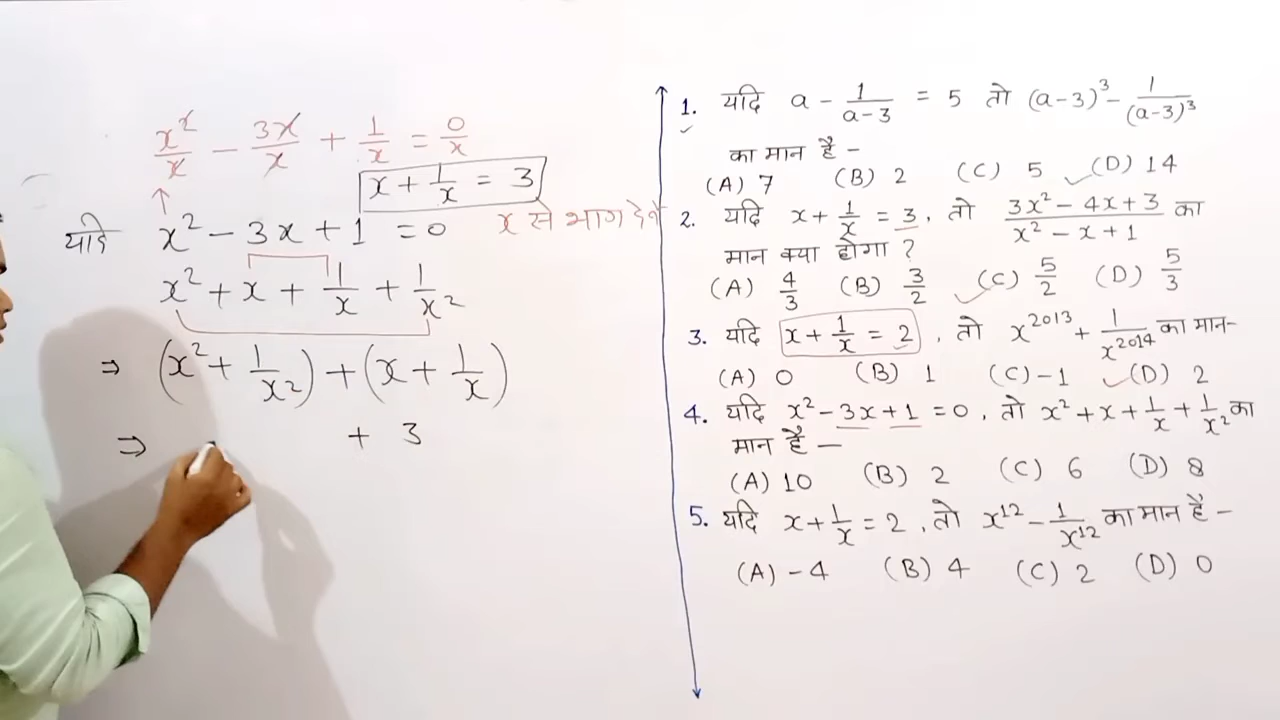 x²/x - 3x/x + 1/x = 0/x
x + 1/x = 3
यदि x² - 3x + 1 = 0 x से भाग देने
x² + x + 1/x + 1/x²
⇒ (x² + 1/x²) + (x + 1/x)
⇒ + 3
1. यदि a - 1/(a-3) = 5 तो (a-3)³ - 1/(a-3)³
का मान है -
(A) 7 (B) 2 (C) 5 (D) 14
2. यदि x + 1/x = 3, तो (3x² - 4x + 3)/(x² - x + 1) का
मान क्या होगा ?
(A) 4/3 (B) 3/2 (C) 5/2 (D) 5/3
3. यदि x + 1/x = 2, तो x²⁰¹³ + 1/x²⁰¹⁴ का मान-
(A) 0 (B) 1 (C) -1 (D) 2
4. यदि x² - 3x + 1 = 0, तो x² + x + 1/x + 1/x² का
मान है —
(A) 10 (B) 2 (C) 6 (D) 8
5. यदि x + 1/x = 2, तो x¹² - 1/x¹² का मान है -
(A) -4 (B) 4 (C) 2 (D) 0